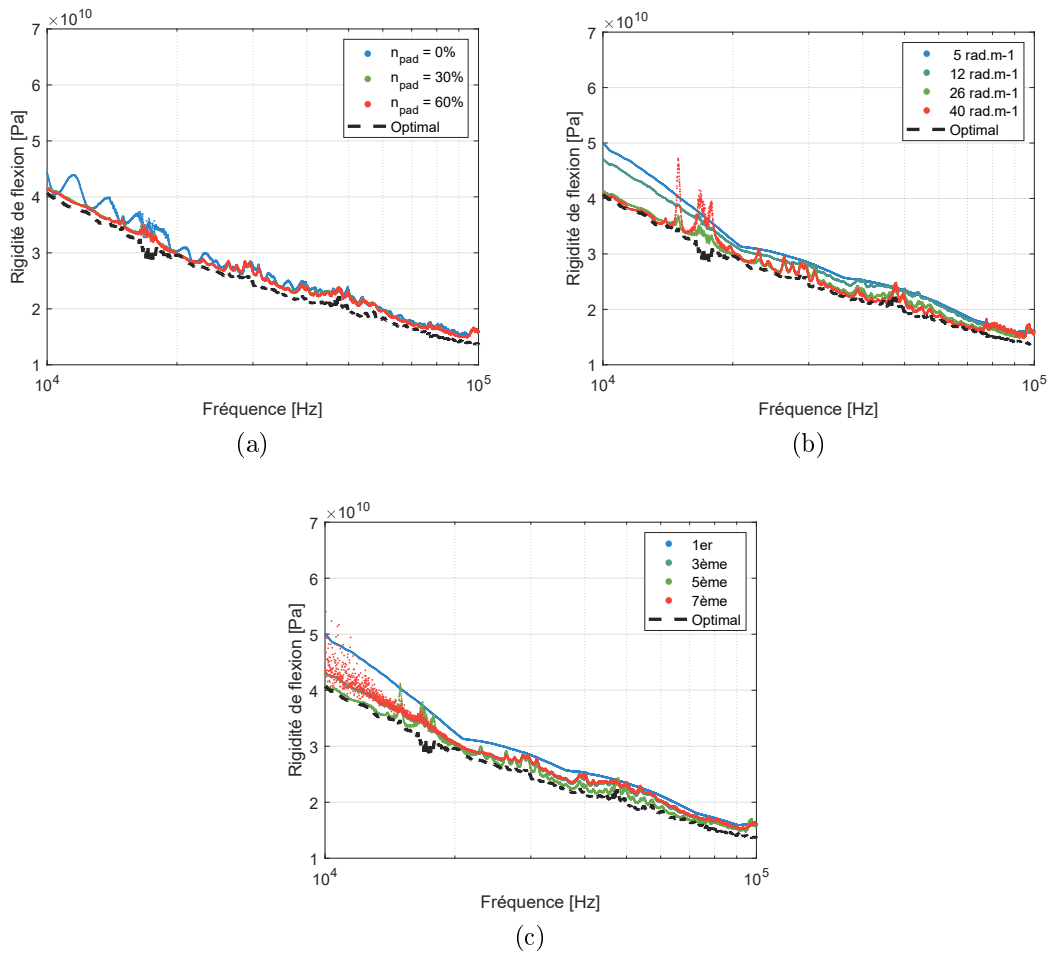 ×10^10
7
6
5
4
3
2
1
Rigidité de flexion [Pa]
n_pad = 0%
n_pad = 30%
n_pad = 60%
Optimal
10^4
10^5
Fréquence [Hz]
(a)
×10^10
7
6
5
4
3
2
1
Rigidité de flexion [Pa]
5 rad.m-1
12 rad.m-1
26 rad.m-1
40 rad.m-1
Optimal
10^4
10^5
Fréquence [Hz]
(b)
×10^10
7
6
5
4
3
2
1
Rigidité de flexion [Pa]
1er
3ème
5ème
7ème
Optimal
10^4
10^5
Fréquence [Hz]
(c)